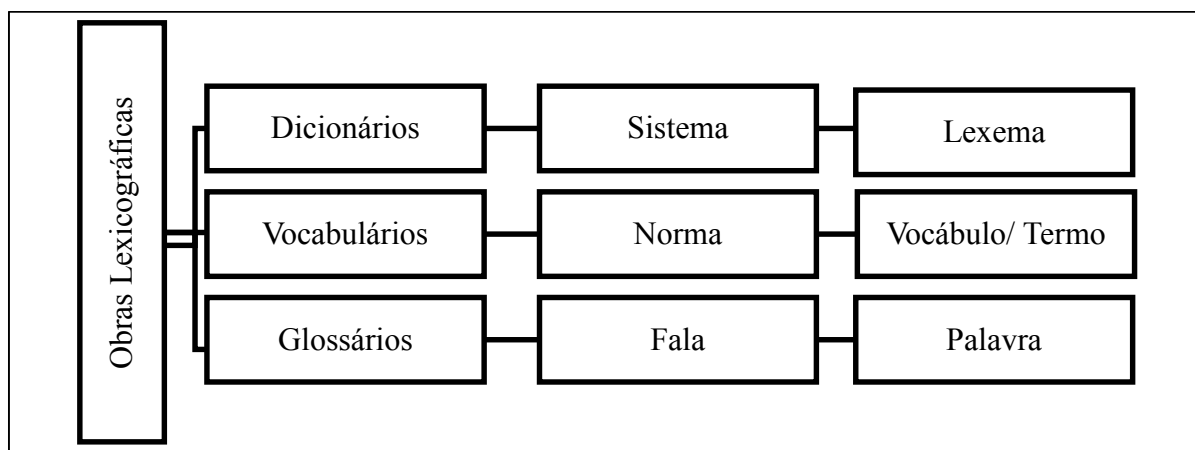 Obras Lexicográficas
Dicionários
Sistema
Lexema
Vocabulários
Norma
Vocábulo/ Termo
Glossários
Fala
Palavra